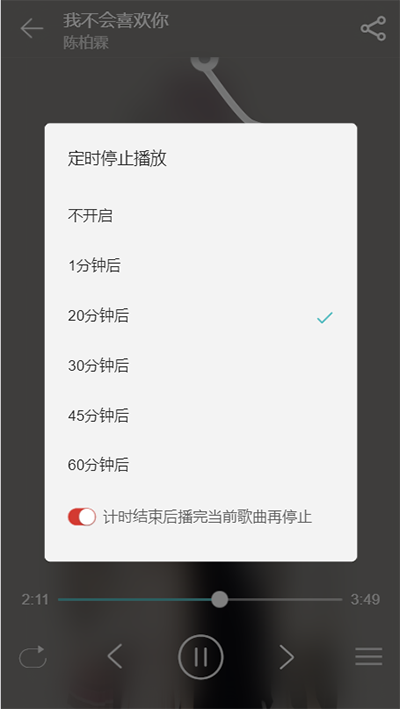 我不会喜欢你
陈柏霖
定时停止播放
不开启
1分钟后
20分钟后
30分钟后
45分钟后
60分钟后
计时结束后播完当前歌曲再停止
2:11
3:49